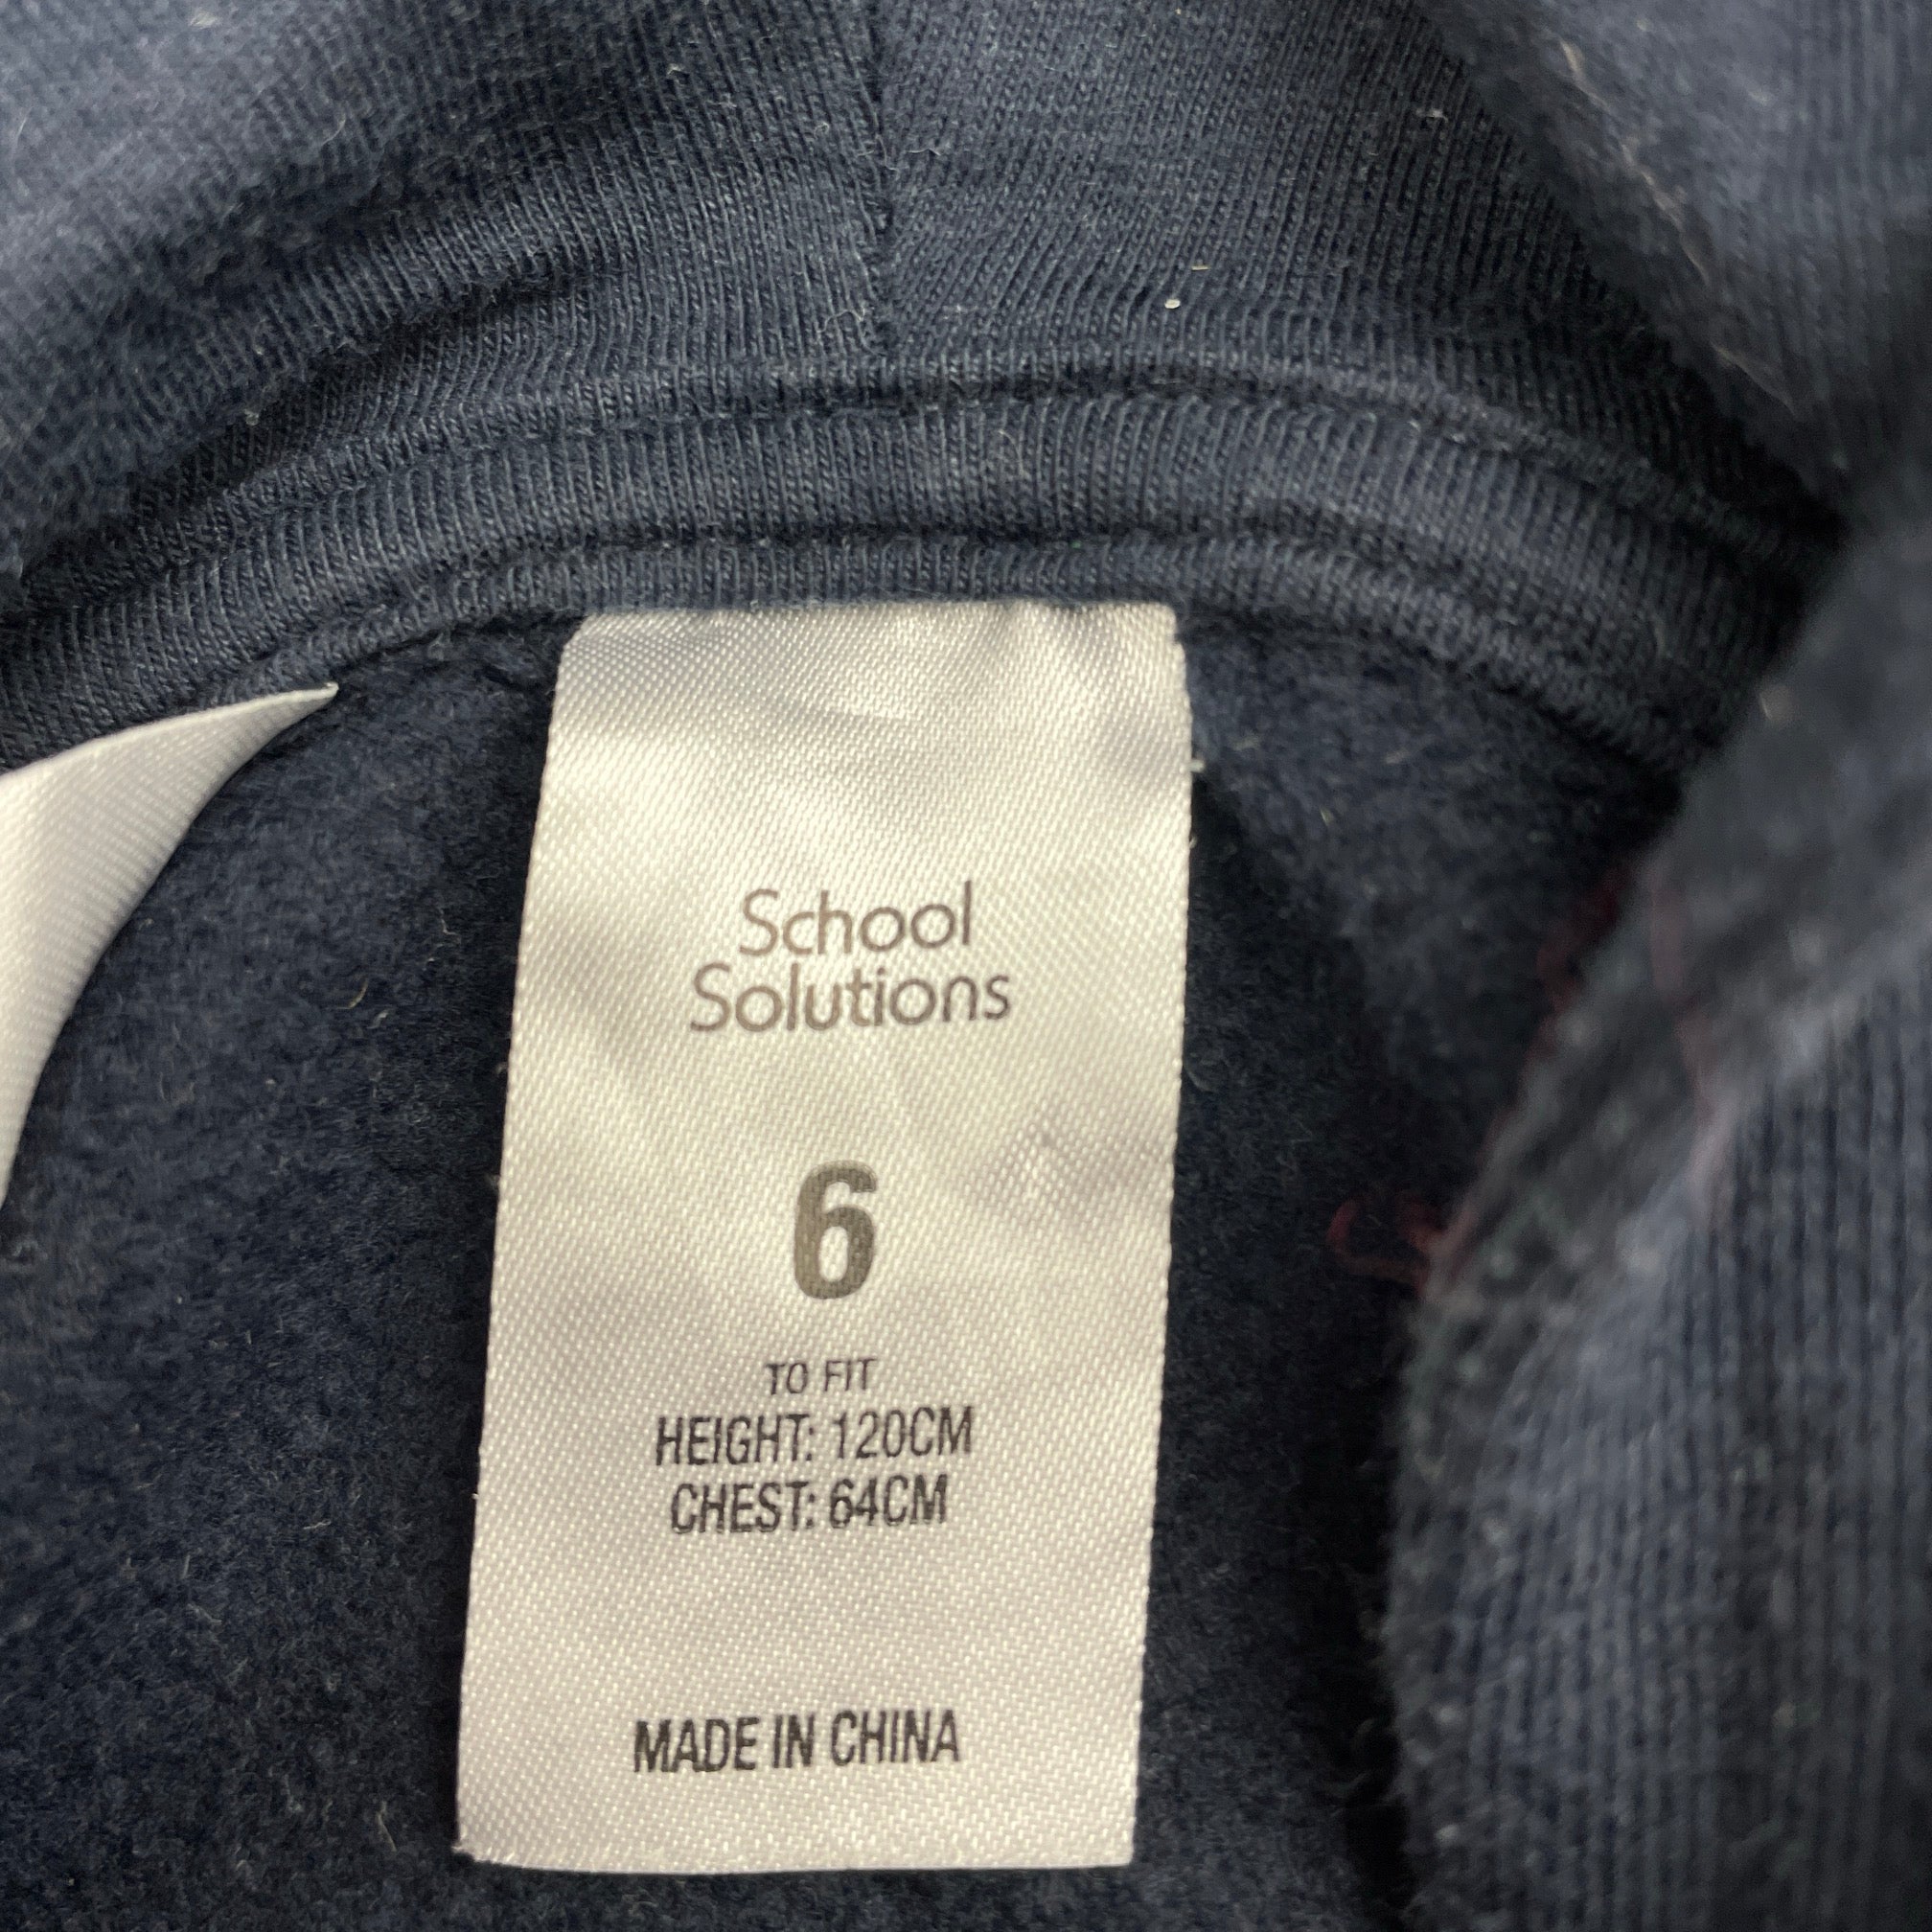 School
Solutions
6
TO FIT
HEIGHT: 120CM
CHEST: 64CM
MADE IN CHINA